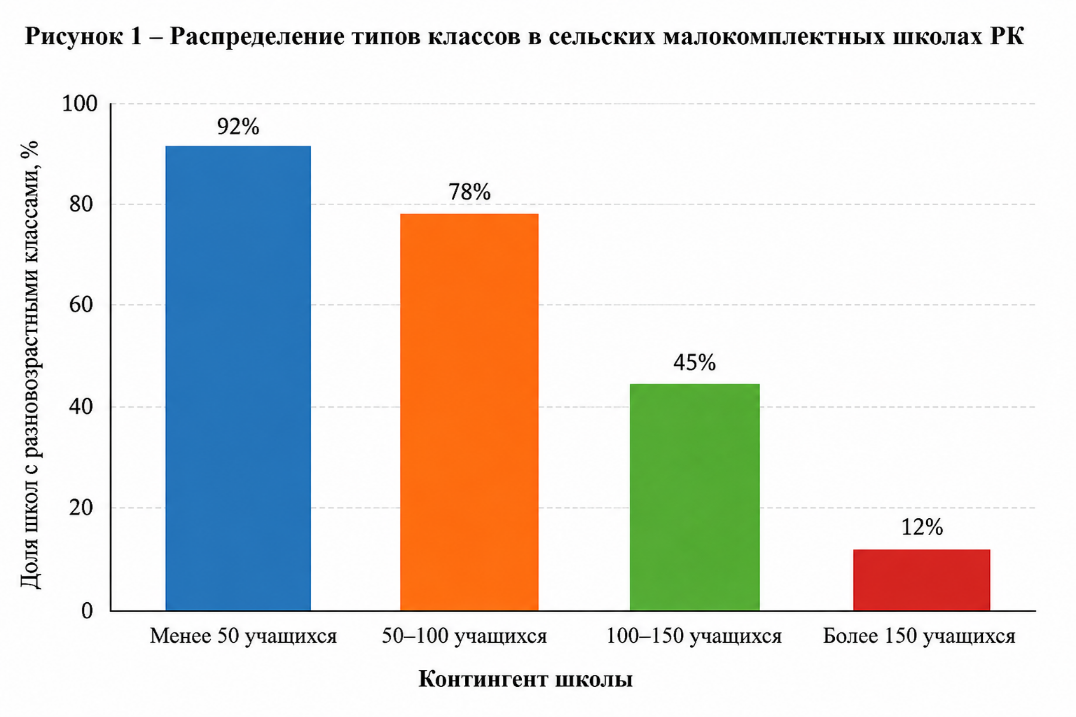 Рисунок 1 – Распределение типов классов в сельских малокомплектных школах РК
Доля школ с разновозрастными классами, %
100
80
60
40
20
0
92%
78%
45%
12%
Менее 50 учащихся
50–100 учащихся
100–150 учащихся
Более 150 учащихся
Контингент школы